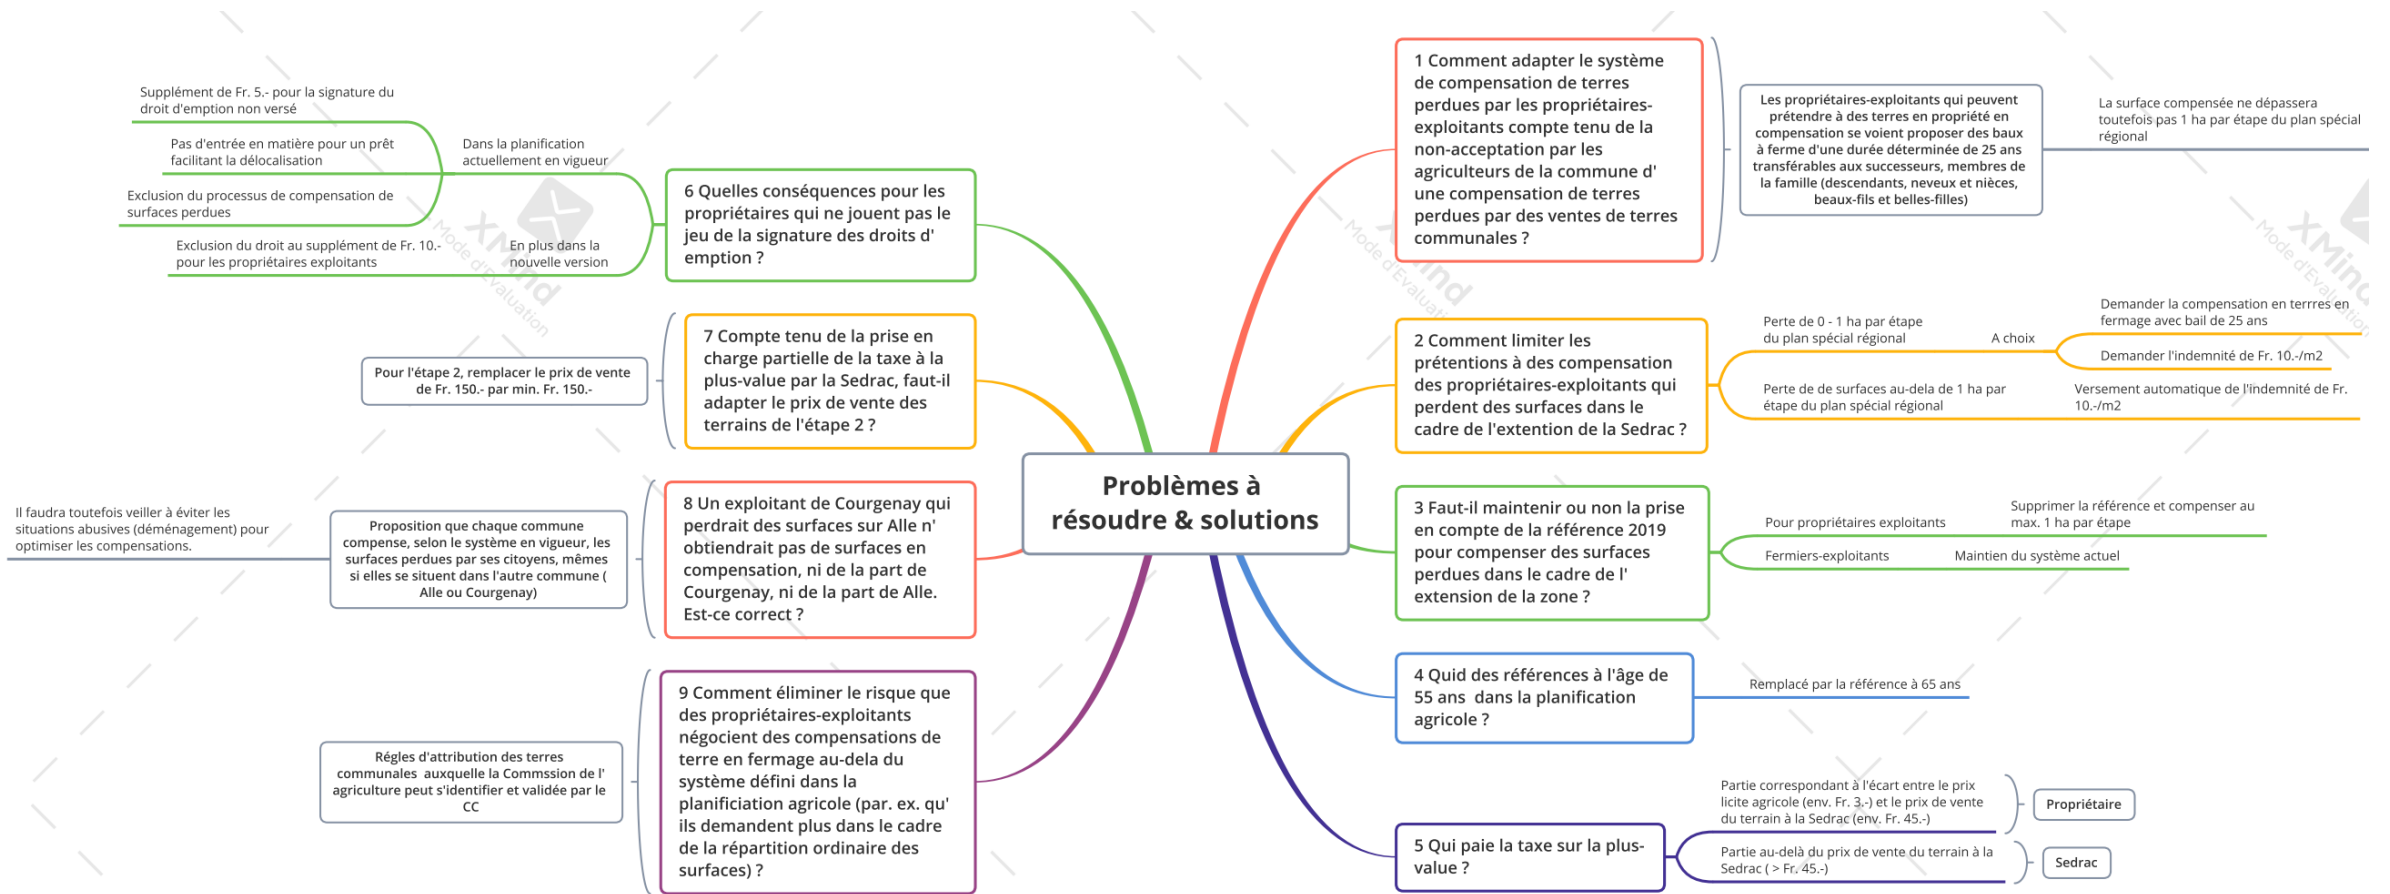 Problèmes à
résoudre & solutions
1 Comment adapter le système
de compensation de terres
perdues par les propriétaires-
exploitants compte tenu de la
non-acceptation par les
agriculteurs de la commune d'
une compensation de terres
perdues par des ventes de terres
communales ?
Les propriétaires-exploitants qui peuvent
prétendre à des terres en propriété en
compensation se voient proposer des baux
à ferme d'une durée déterminée de 25 ans
transférables aux successeurs, membres de
la famille (descendants, neveux et nièces,
beaux-fils et belles-filles)
La surface compensée ne dépassera
toutefois pas 1 ha par étape du plan spécial
régional
2 Comment limiter les
prétentions à des compensation
des propriétaires-exploitants qui
perdent des surfaces dans le
cadre de l'extention de la Sedrac ?
Perte de 0 - 1 ha par étape
du plan spécial régional
A choix
Demander la compensation en terrres en
fermage avec bail de 25 ans
Demander l'indemnité de Fr. 10.-/m2
Perte de de surfaces au-dela de 1 ha par
étape du plan spécial régional
Versement automatique de l'indemnité de Fr.
10.-/m2
3 Faut-il maintenir ou non la prise
en compte de la référence 2019
pour compenser des surfaces
perdues dans le cadre de l'
extension de la zone ?
Pour propriétaires exploitants
Supprimer la référence et compenser au
max. 1 ha par étape
Fermiers-exploitants
Maintien du système actuel
4 Quid des références à l'âge de
55 ans  dans la planification
agricole ?
Remplacé par la référence à 65 ans
5 Qui paie la taxe sur la plus-
value ?
Partie correspondant à l'écart entre le prix
licite agricole (env. Fr. 3.-) et le prix de vente
du terrain à la Sedrac (env. Fr. 45.-)
Propriétaire
Partie au-delà du prix de vente du terrain à la
Sedrac ( > Fr. 45.-)
Sedrac
6 Quelles conséquences pour les
propriétaires qui ne jouent pas le
jeu de la signature des droits d'
emption ?
Dans la planification
actuellement en vigueur
Supplément de Fr. 5.- pour la signature du
droit d'emption non versé
Pas d'entrée en matière pour un prêt
facilitant la délocalisation
Exclusion du processus de compensation de
surfaces perdues
En plus dans la
nouvelle version
Exclusion du droit au supplément de Fr. 10.-
pour les propriétaires exploitants
7 Compte tenu de la prise en
charge partielle de la taxe à la
plus-value par la Sedrac, faut-il
adapter le prix de vente des
terrains de l'étape 2 ?
Pour l'étape 2, remplacer le prix de vente
de Fr. 150.- par min. Fr. 150.-
8 Un exploitant de Courgenay qui
perdrait des surfaces sur Alle n'
obtiendrait pas de surfaces en
compensation, ni de la part de
Courgenay, ni de la part de Alle.
Est-ce correct ?
Proposition que chaque commune
compense, selon le système en vigueur, les
surfaces perdues par ses citoyens, mêmes
si elles se situent dans l'autre commune (
Alle ou Courgenay)
Il faudra toutefois veiller à éviter les
situations abusives (déménagement) pour
optimiser les compensations.
9 Comment éliminer le risque que
des propriétaires-exploitants
négocient des compensations de
terre en fermage au-dela du
système défini dans la
planificiation agricole (par. ex. qu'
ils demandent plus dans le cadre
de la répartition ordinaire des
surfaces) ?
Régles d'attribution des terres
communales  auxquelle la Commssion de l'
agriculture peut s'identifier et validée par le
CC
XMind
Mode d'Evaluation
XMind
Mode d'Evaluation
XMind
Mode d'Evaluation